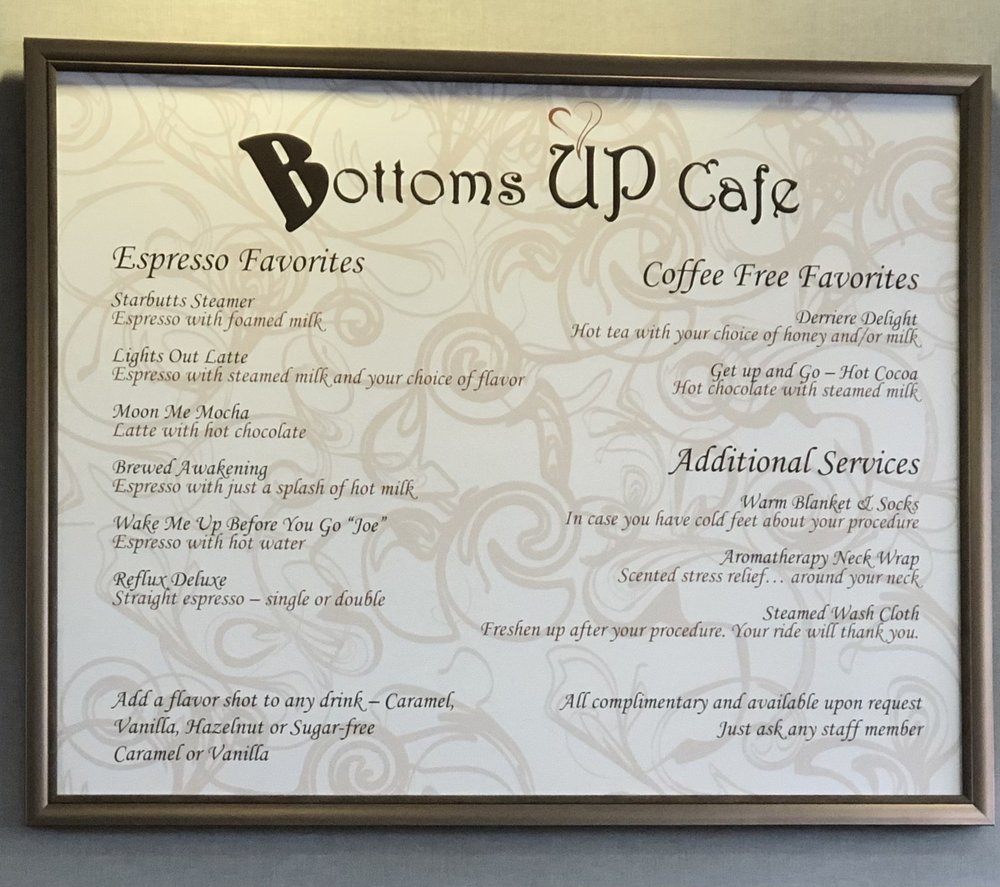 Bottoms UP Cafe
Espresso Favorites
Starbutts Steamer
Espresso with foamed milk
Lights Out Latte
Espresso with steamed milk and your choice of flavor
Moon Me Mocha
Latte with hot chocolate
Brewed Awakening
Espresso with just a splash of hot milk
Wake Me Up Before You Go “Joe”
Espresso with hot water
Reflux Deluxe
Straight espresso – single or double
Add a flavor shot to any drink – Caramel,
Vanilla, Hazelnut or Sugar-free
Caramel or Vanilla
Coffee Free Favorites
Derriere Delight
Hot tea with your choice of honey and/or milk
Get up and Go – Hot Cocoa
Hot chocolate with steamed milk
Additional Services
Warm Blanket & Socks
In case you have cold feet about your procedure
Aromatherapy Neck Wrap
Scented stress relief… around your neck
Steamed Wash Cloth
Freshen up after your procedure. Your ride will thank you.
All complimentary and available upon request
Just ask any staff member